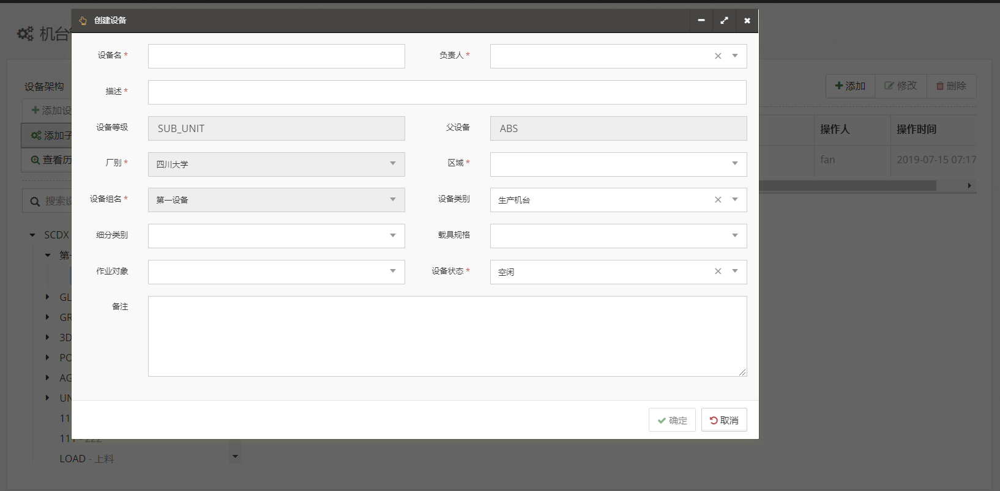 创建设备
机台
设备名 *
负责人 *
描述 *
设备等级 SUB_UNIT
父设备 ABS
厂别 * 四川大学
区域 *
设备组名 * 第一设备
设备类别 生产机台
细分类别
载具规格
作业对象
设备状态 * 空闲
备注
确定
取消
设备架构
添加设
添加子
查看历
搜索设
SCDX
第一
GL
GR
3D
PO
AG
UN
11
111 - 222
LOAD - 上料
添加
修改
删除
操作人
操作时间
fan
2019-07-15 07:17